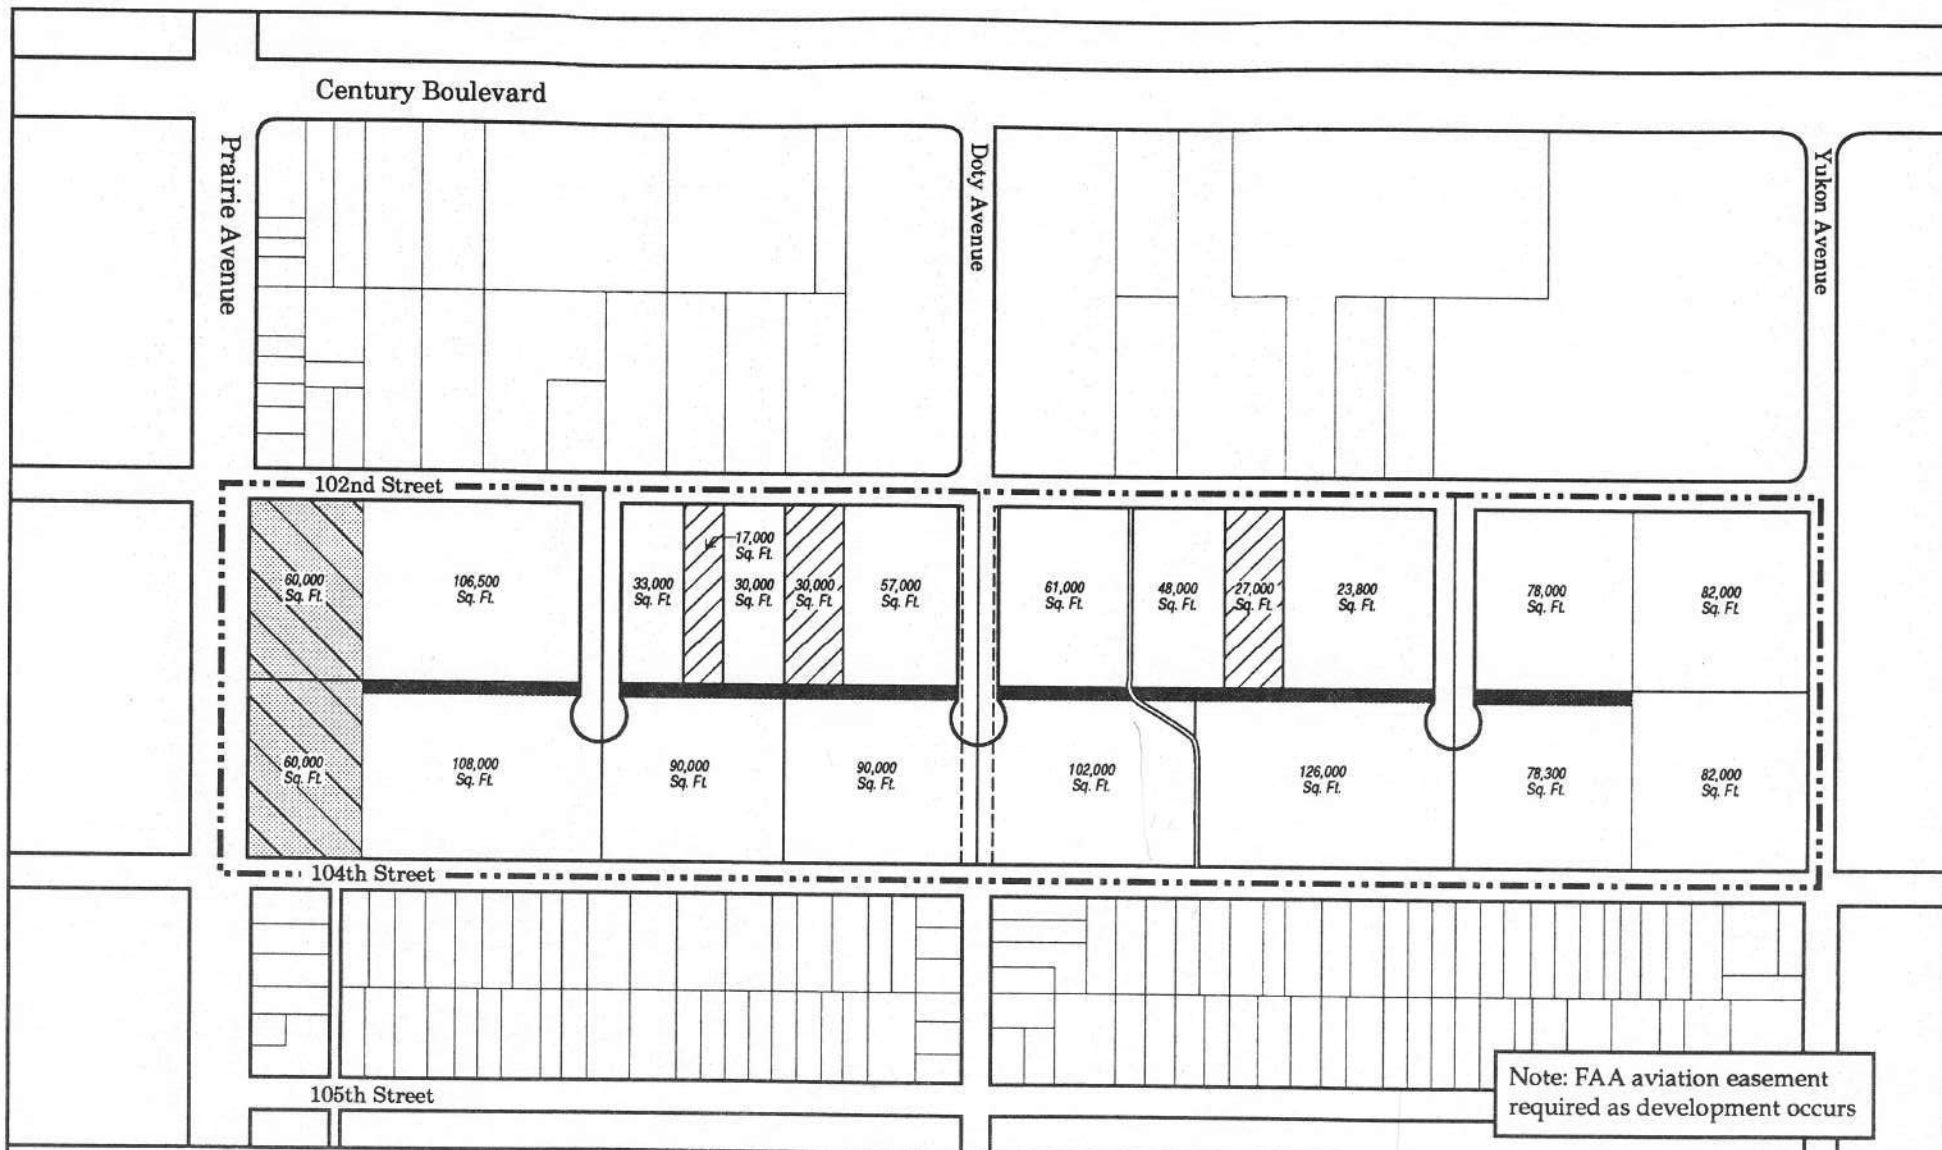 Century Boulevard
Prairie Avenue
Doty Avenue
Yukon Avenue
102nd Street
60,000
Sq. Ft.
106,500
Sq. Ft.
33,000
Sq. Ft.
17,000
Sq. Ft.
30,000
Sq. Ft.
30,000
Sq. Ft.
57,000
Sq. Ft.
61,000
Sq. Ft.
48,000
Sq. Ft.
27,000
Sq. Ft.
23,800
Sq. Ft.
78,000
Sq. Ft.
82,000
Sq. Ft.
60,000
Sq. Ft.
108,000
Sq. Ft.
90,000
Sq. Ft.
90,000
Sq. Ft.
102,000
Sq. Ft.
126,000
Sq. Ft.
78,300
Sq. Ft.
82,000
Sq. Ft.
104th Street
105th Street
Note: FAA aviation easement
required as development occurs